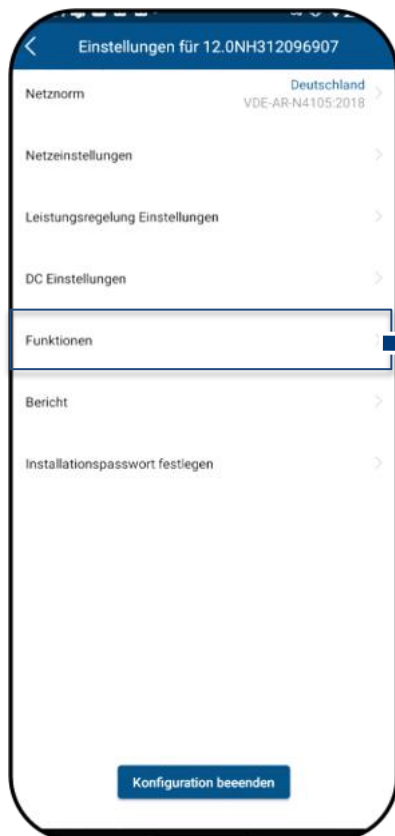 Einstellungen für 12.0NH312096907
Netznorm
Deutschland
VDE-AR-N4105:2018
Netzeinstellungen
Leistungsregelung Einstellungen
DC Einstellungen
Funktionen
Bericht
Installationspasswort festlegen
Konfiguration beeenden